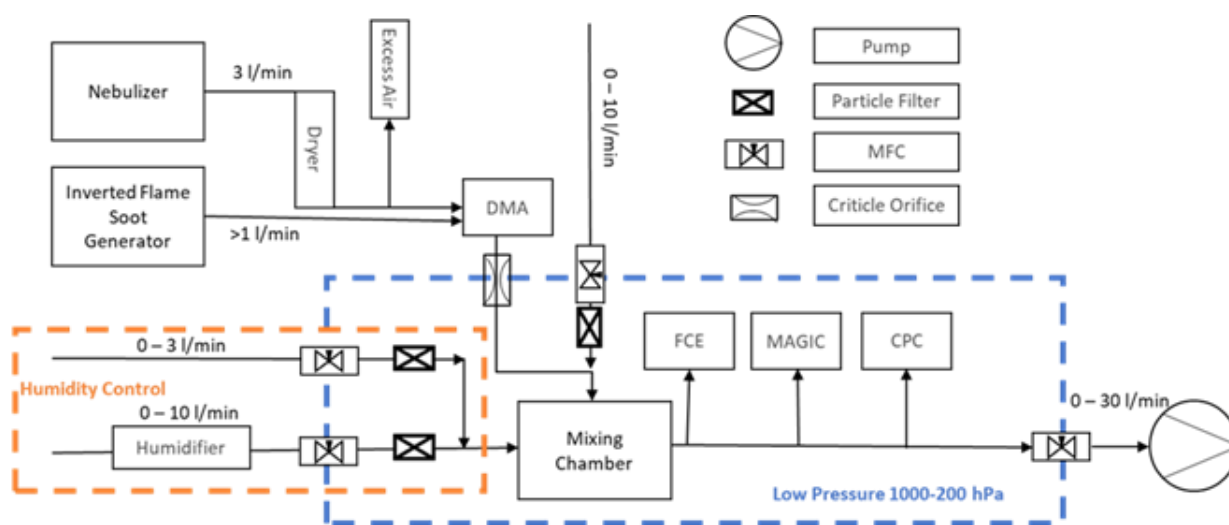 Nebulizer
3 l/min
Dryer
Excess Air
Inverted Flame
Soot
Generator
>1 l/min
DMA
0 – 10 l/min
Pump
Particle Filter
MFC
Criticle Orifice
0 – 3 l/min
Humidity Control
0 – 10 l/min
Humidifier
Mixing
Chamber
FCE
MAGIC
CPC
0 – 30 l/min
Low Pressure 1000-200 hPa